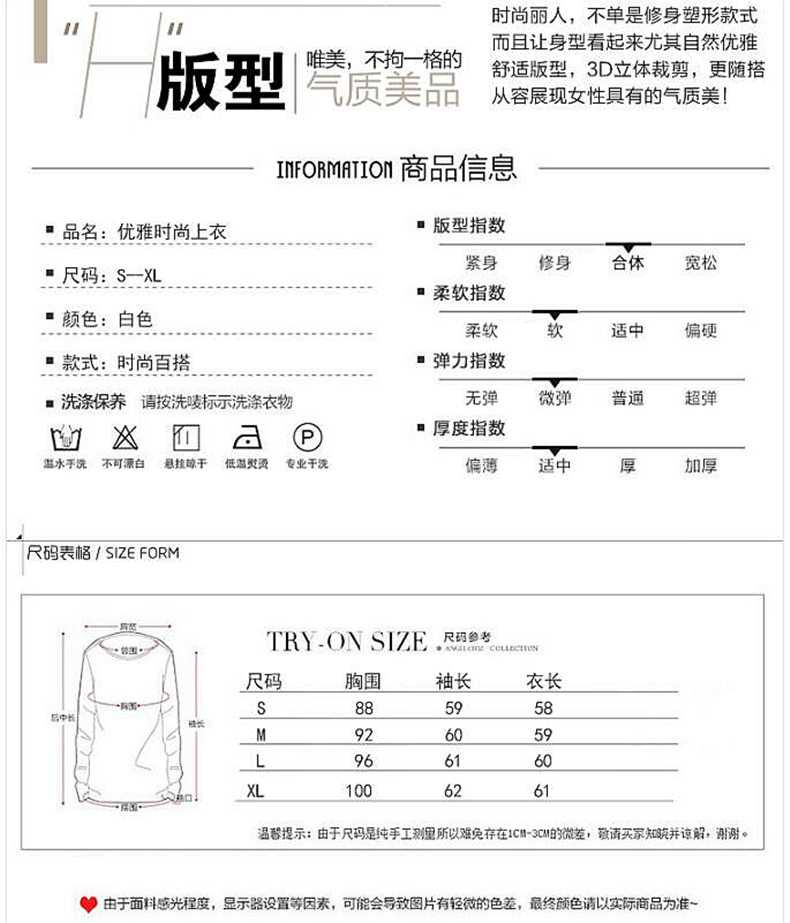 "H"版型
唯美，不拘一格的
气质美品
时尚丽人，不单是修身塑形款式
而且让身型看起来尤其自然优雅
舒适版型，3D立体裁剪，更随搭
从容展现女性具有的气质美！
INFORMATION 商品信息
品名：优雅时尚上衣
尺码：S--XL
颜色：白色
款式：时尚百搭
洗涤保养 请按洗唛标示洗涤衣物
P
温水手洗 不可漂白 悬挂晾干 低温熨烫 专业干洗
版型指数
紧身 修身 合体 宽松
柔软指数
柔软 软 适中 偏硬
弹力指数
无弹 微弹 普通 超弹
厚度指数
偏薄 适中 厚 加厚
尺码表格 / SIZE FORM
胸宽
领围
胸围
后中长
袖长
袖口
摆围
TRY-ON SIZE 尺码参考
COLLECTION
尺码 胸围 袖长 衣长
S 88 59 58
M 92 60 59
L 96 61 60
XL 100 62 61
温馨提示：由于尺码是纯手工测量所以难免存在1CM-3CM的微差，敬请买家知晓并谅解，谢谢。
由于面料感光程度，显示器设置等因素，可能会导致图片有轻微的色差，最终颜色请以实际商品为准~